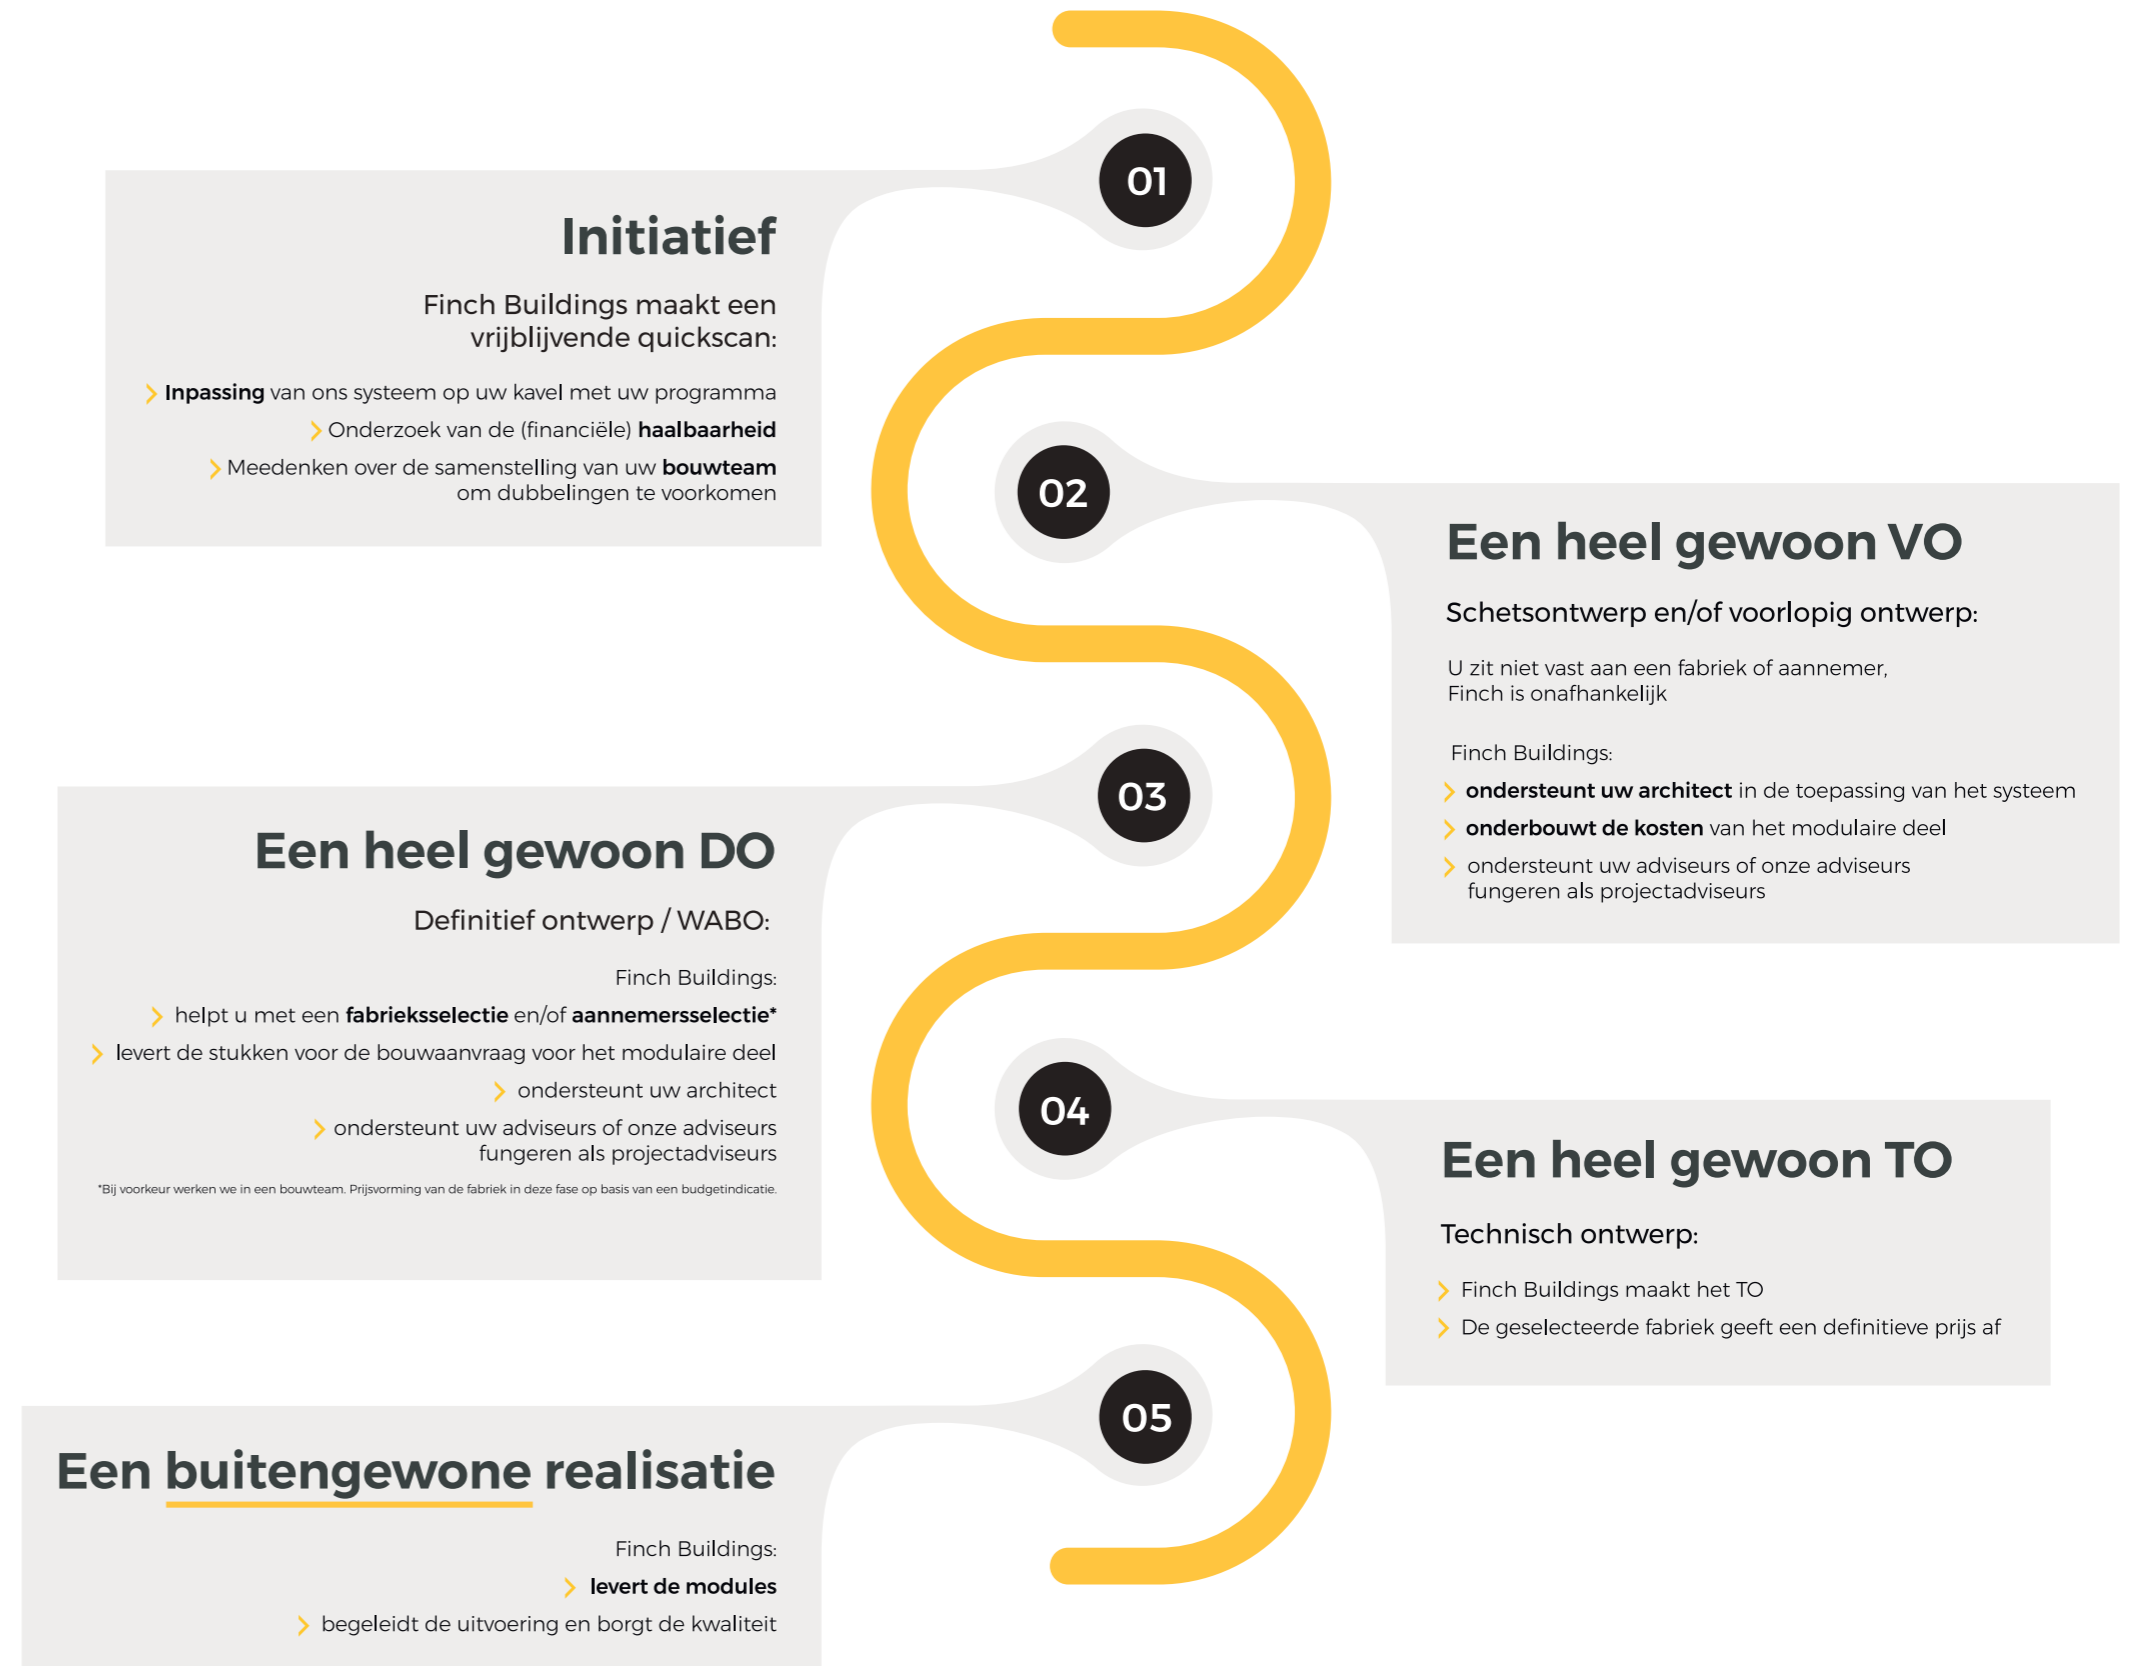 01
Initiatief
Finch Buildings maakt een
vrijblijvende quickscan:
Inpassing van ons systeem op uw kavel met uw programma
Onderzoek van de (financiële) haalbaarheid
Meedenken over de samenstelling van uw bouwteam
om dubbelingen te voorkomen
02
Een heel gewoon VO
Schetsontwerp en/of voorlopig ontwerp:
U zit niet vast aan een fabriek of aannemer,
Finch is onafhankelijk
Finch Buildings:
ondersteunt uw architect in de toepassing van het systeem
onderbouwt de kosten van het modulaire deel
ondersteunt uw adviseurs of onze adviseurs
fungeren als projectadviseurs
03
Een heel gewoon DO
Definitief ontwerp / WABO:
Finch Buildings:
helpt u met een fabrieksselectie en/of aannemersselectie*
levert de stukken voor de bouwaanvraag voor het modulaire deel
ondersteunt uw architect
ondersteunt uw adviseurs of onze adviseurs
fungeren als projectadviseurs
*Bij voorkeur werken we in een bouwteam. Prijsvorming van de fabriek in deze fase op basis van een budgetindicatie.
04
Een heel gewoon TO
Technisch ontwerp:
Finch Buildings maakt het TO
De geselecteerde fabriek geeft een definitieve prijs af
05
Een buitengewone realisatie
Finch Buildings:
levert de modules
begeleidt de uitvoering en borgt de kwaliteit